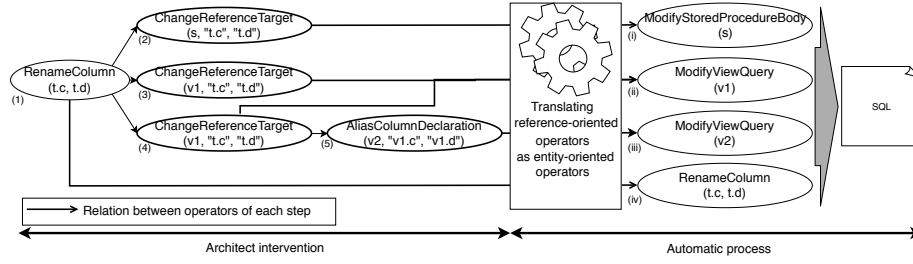 ChangeReferenceTarget
(s, "t.c", "t.d")
(2)
RenameColumn
(t.c, t.d)
(1)
ChangeReferenceTarget
(v1, "t.c", "t.d")
(3)
ChangeReferenceTarget
(v1, "t.c", "t.d")
(4)
AliasColumnDeclaration
(v2, "v1.c", "v1.d")
(5)
Translating
reference-oriented
operators
as entity-oriented
operators
ModifyStoredProcedureBody
(s)
(i)
ModifyViewQuery
(v1)
(ii)
ModifyViewQuery
(v2)
(iii)
RenameColumn
(t.c, t.d)
(iv)
SQL
Relation between operators of each step
Architect intervention
Automatic process